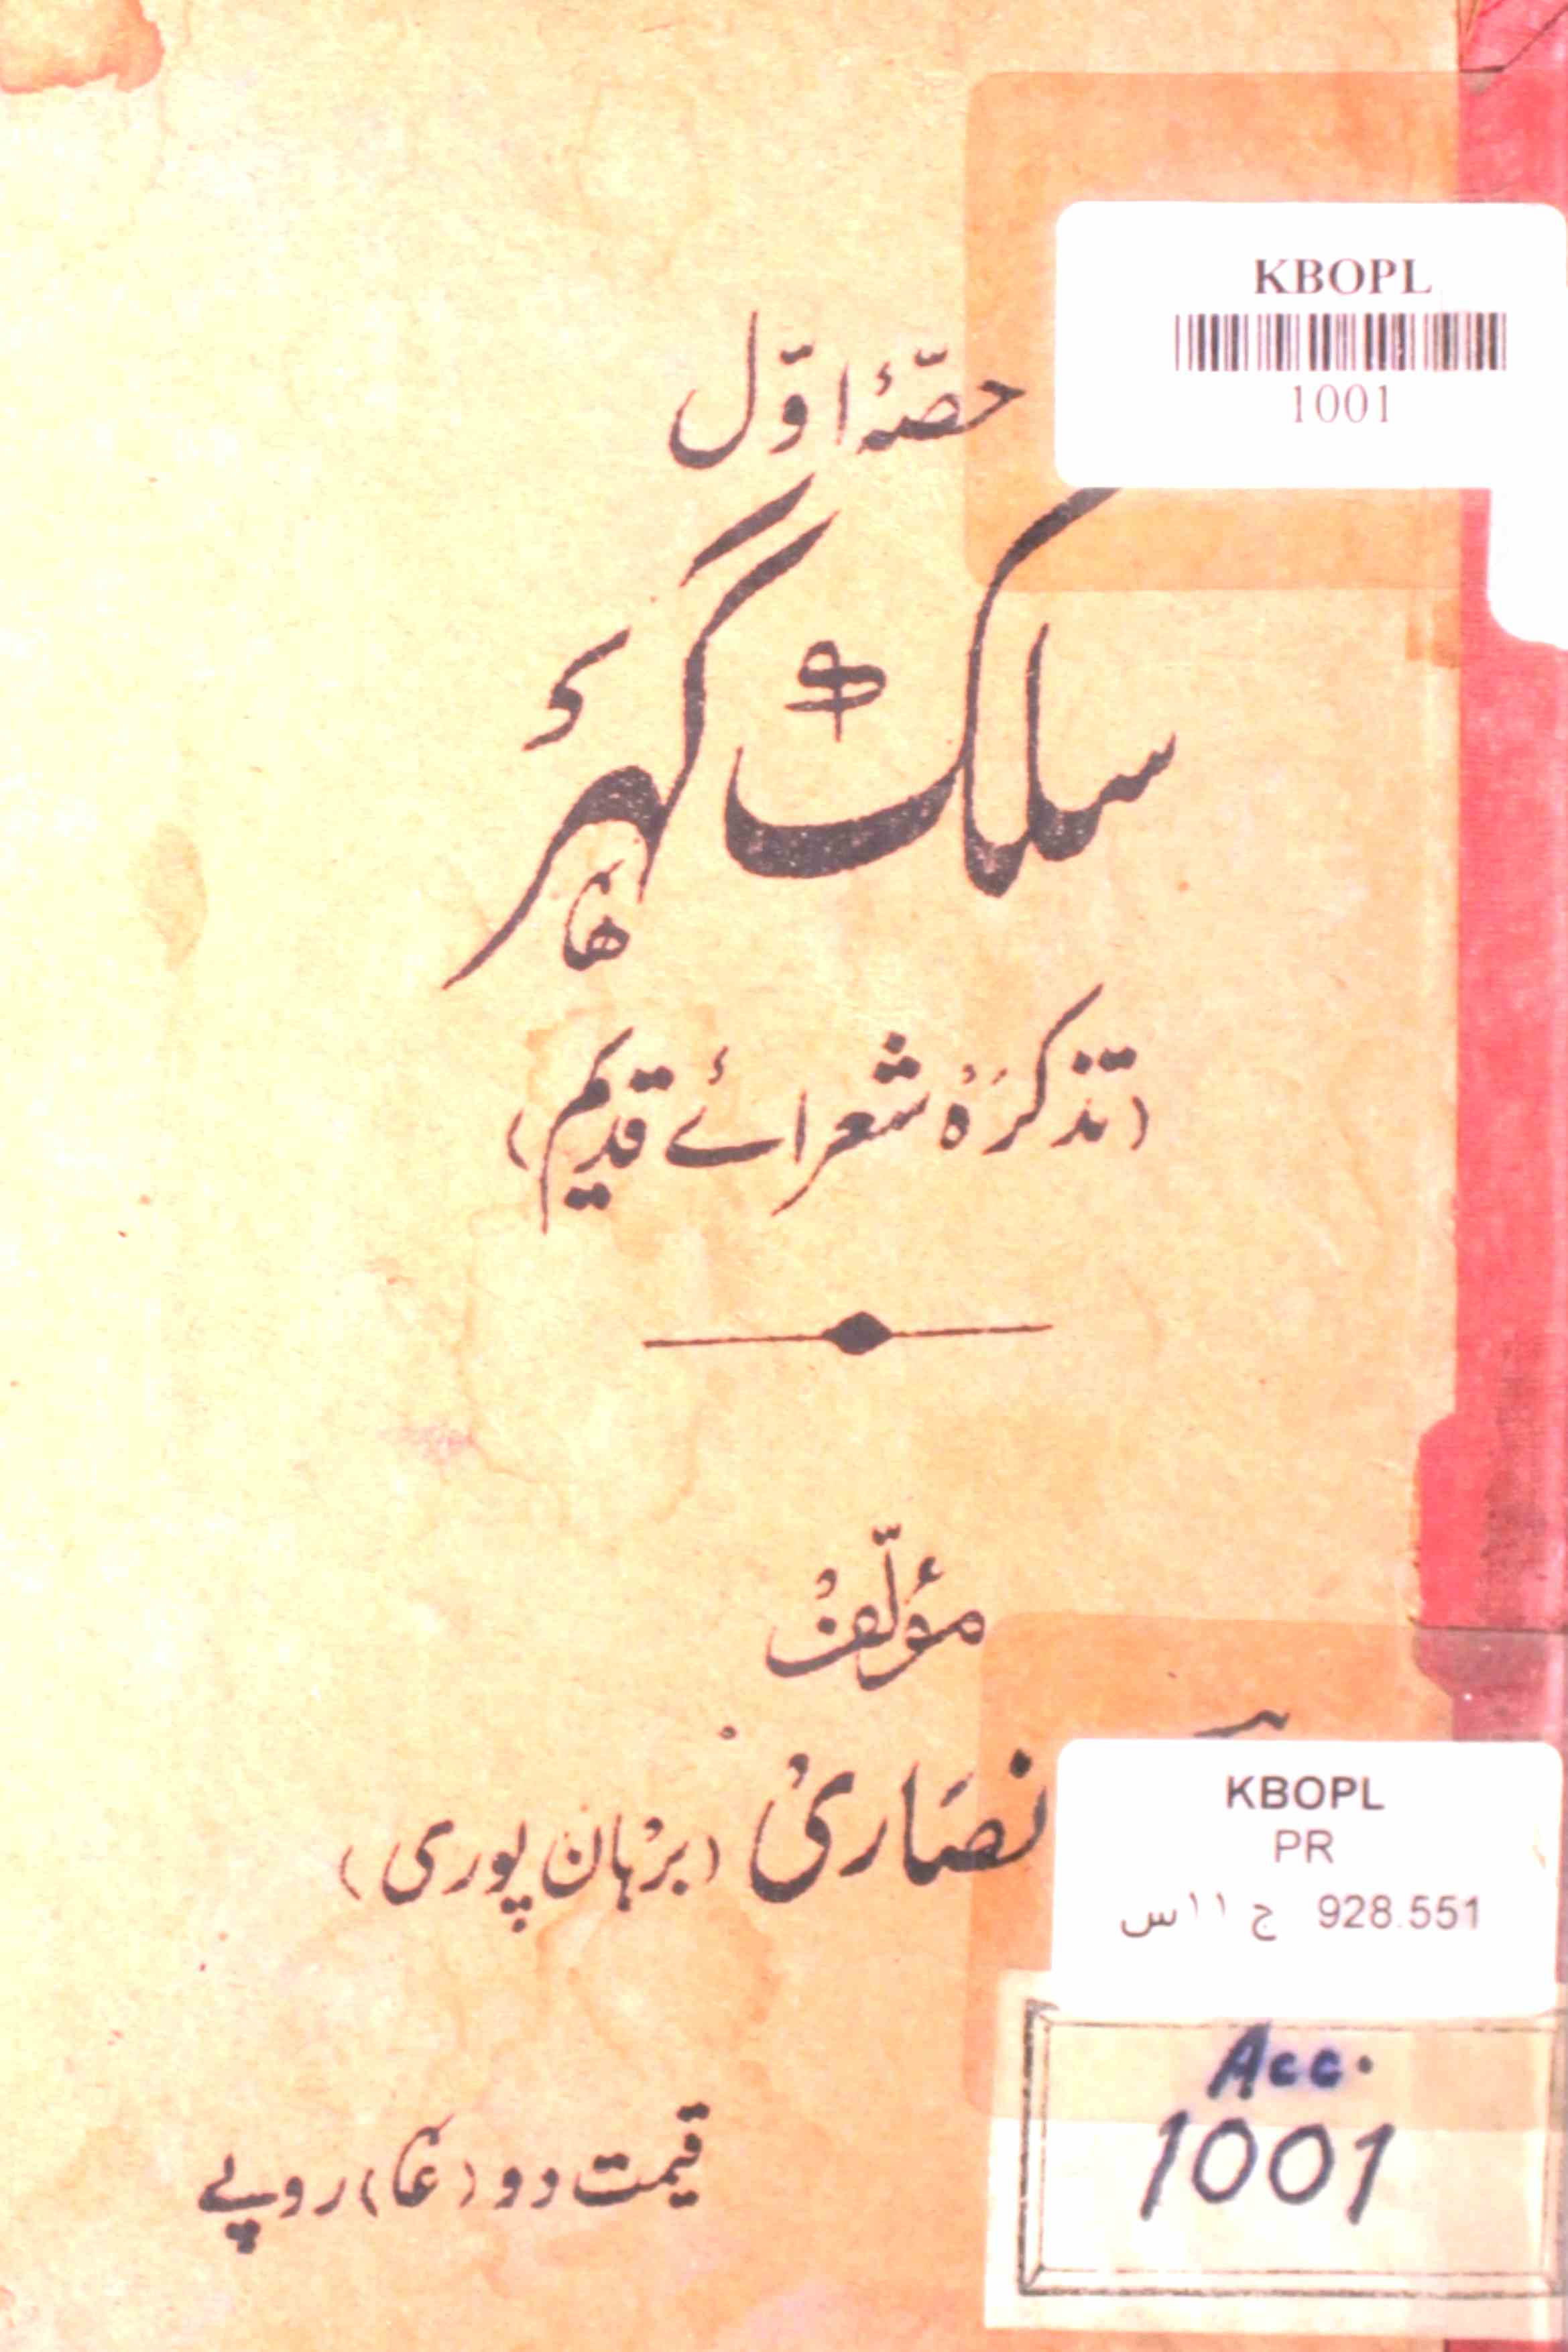 KBOPL
1001
حصّۂ اوّل
سلک گہر
(تذکرہ شعرائے قدیم)
مؤلّف
نصاری (برہان پوری)
KBOPL
PR
928.551 ج ۱۱س
Acc.
1001
قیمت دو (عا) روپے